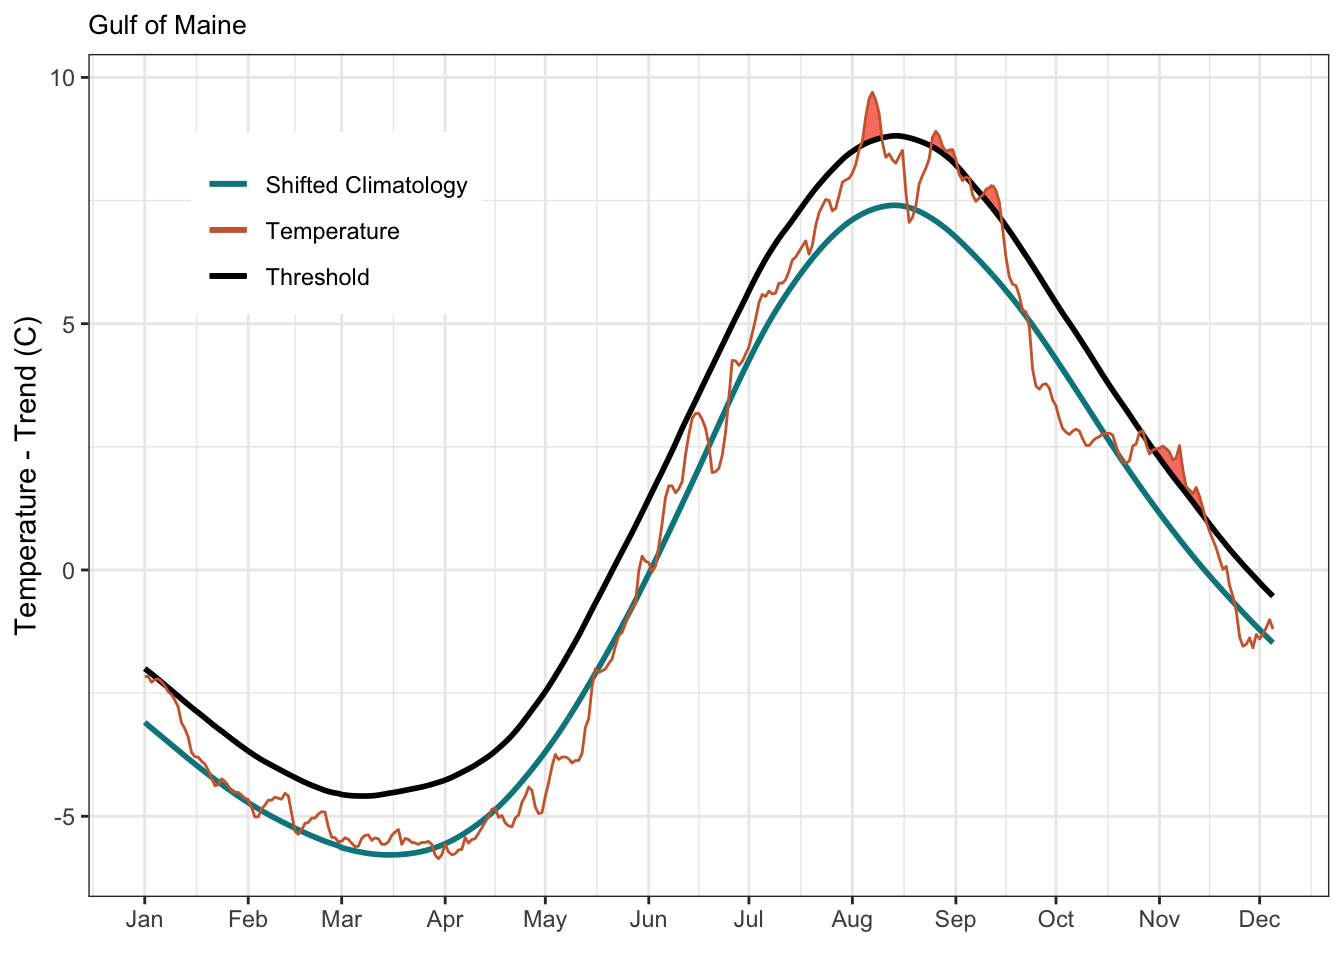 Gulf of Maine
Temperature - Trend (C)
10
5
0
-5
Shifted Climatology
Temperature
Threshold
Jan Feb Mar Apr May Jun Jul Aug Sep Oct Nov Dec